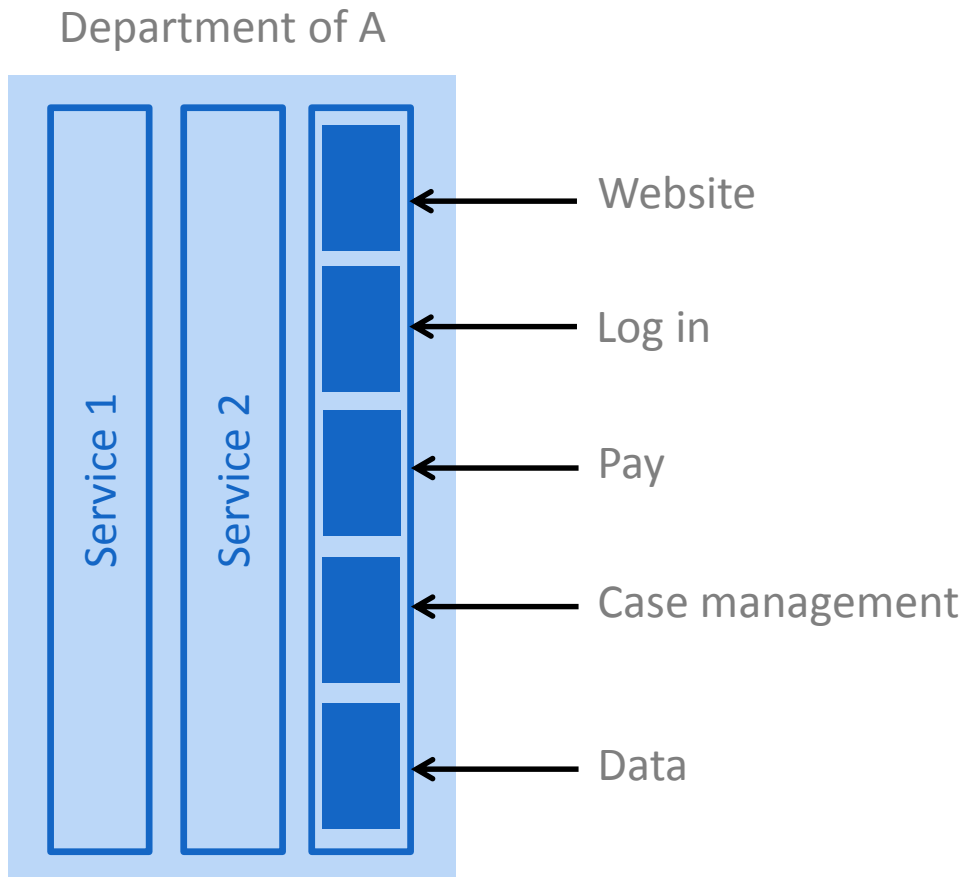 Department of A
Service 1
Service 2
Website
Log in
Pay
Case management
Data